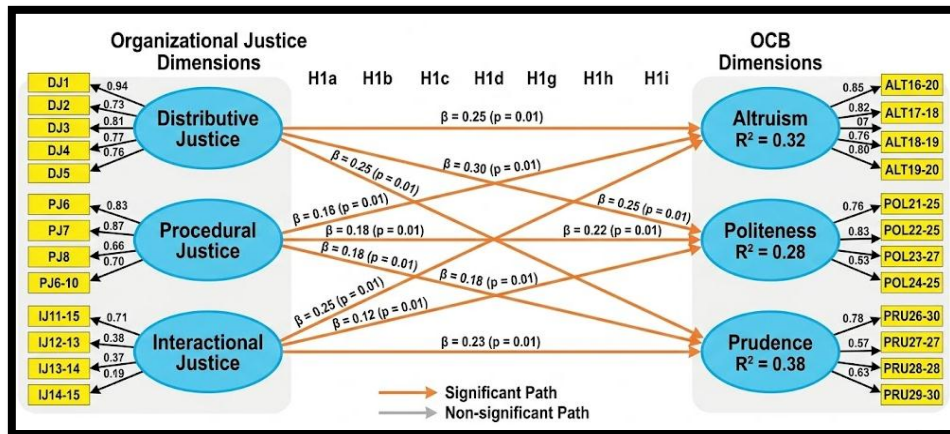 Organizational Justice
Dimensions
H1a H1b H1c H1d H1g H1h H1i
OCB
Dimensions
DJ1
DJ2
DJ3
DJ4
DJ5
0.94
0.73
0.81
0.77
0.76
Distributive
Justice
PJ6
PJ7
PJ8
PJ6-10
0.83
0.87
0.66
0.70
Procedural
Justice
IJ11-15
IJ12-13
IJ13-14
IJ14-15
0.71
0.38
0.37
0.19
Interactional
Justice
β = 0.25 (p = 0.01)
β = 0.30 (p = 0.01)
β = 0.25 (p = 0.01)
β = 0.25 (p = 0.01)
β = 0.16 (p = 0.01)
β = 0.18 (p = 0.01)
β = 0.22 (p = 0.01)
β = 0.18 (p = 0.01)
β = 0.18 (p = 0.01)
β = 0.25 (p = 0.01)
β = 0.12 (p = 0.01)
β = 0.23 (p = 0.01)
Altruism
R² = 0.32
0.85
0.82
07
0.76
0.80
ALT16-20
ALT17-18
ALT18-19
ALT19-20
Politeness
R² = 0.28
0.76
0.83
0.83
0.53
POL21-25
POL22-25
POL23-27
POL24-25
Prudence
R² = 0.38
0.78
0.57
0.77
0.63
PRU26-30
PRU27-27
PRU28-28
PRU29-30
Significant Path
Non-significant Path